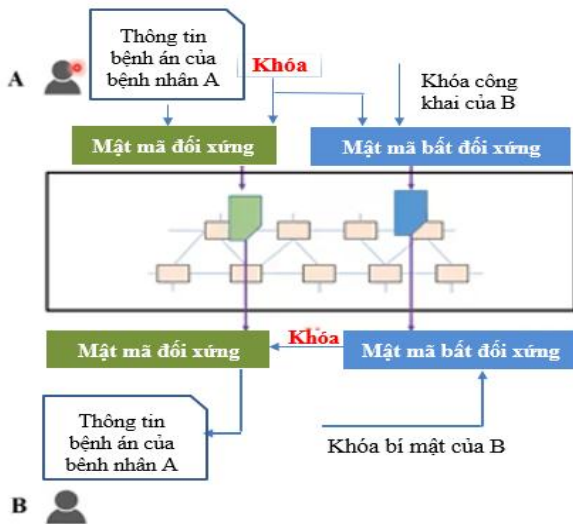 Thông tin
bệnh án của
bệnh nhân A
A
Khóa
Khóa công
khai của B
Mật mã đối xứng
Mật mã bất đối xứng
Mật mã đối xứng
Khóa
Mật mã bất đối xứng
Thông tin
bệnh án của
bênh nhân A
Khóa bí mật của B
B